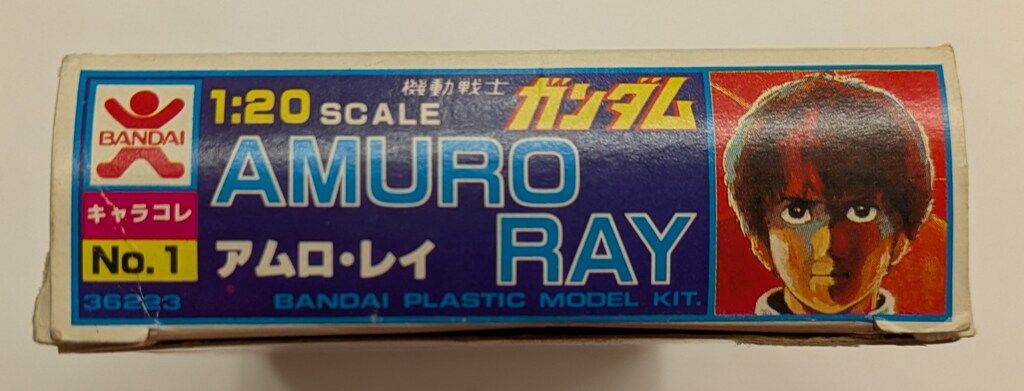 BANDAI
キャラコレ
No.1
36223
1:20 SCALE
機動戦士 ガンダム
AMURO
RAY
アムロ・レイ
BANDAI PLASTIC MODEL KIT.